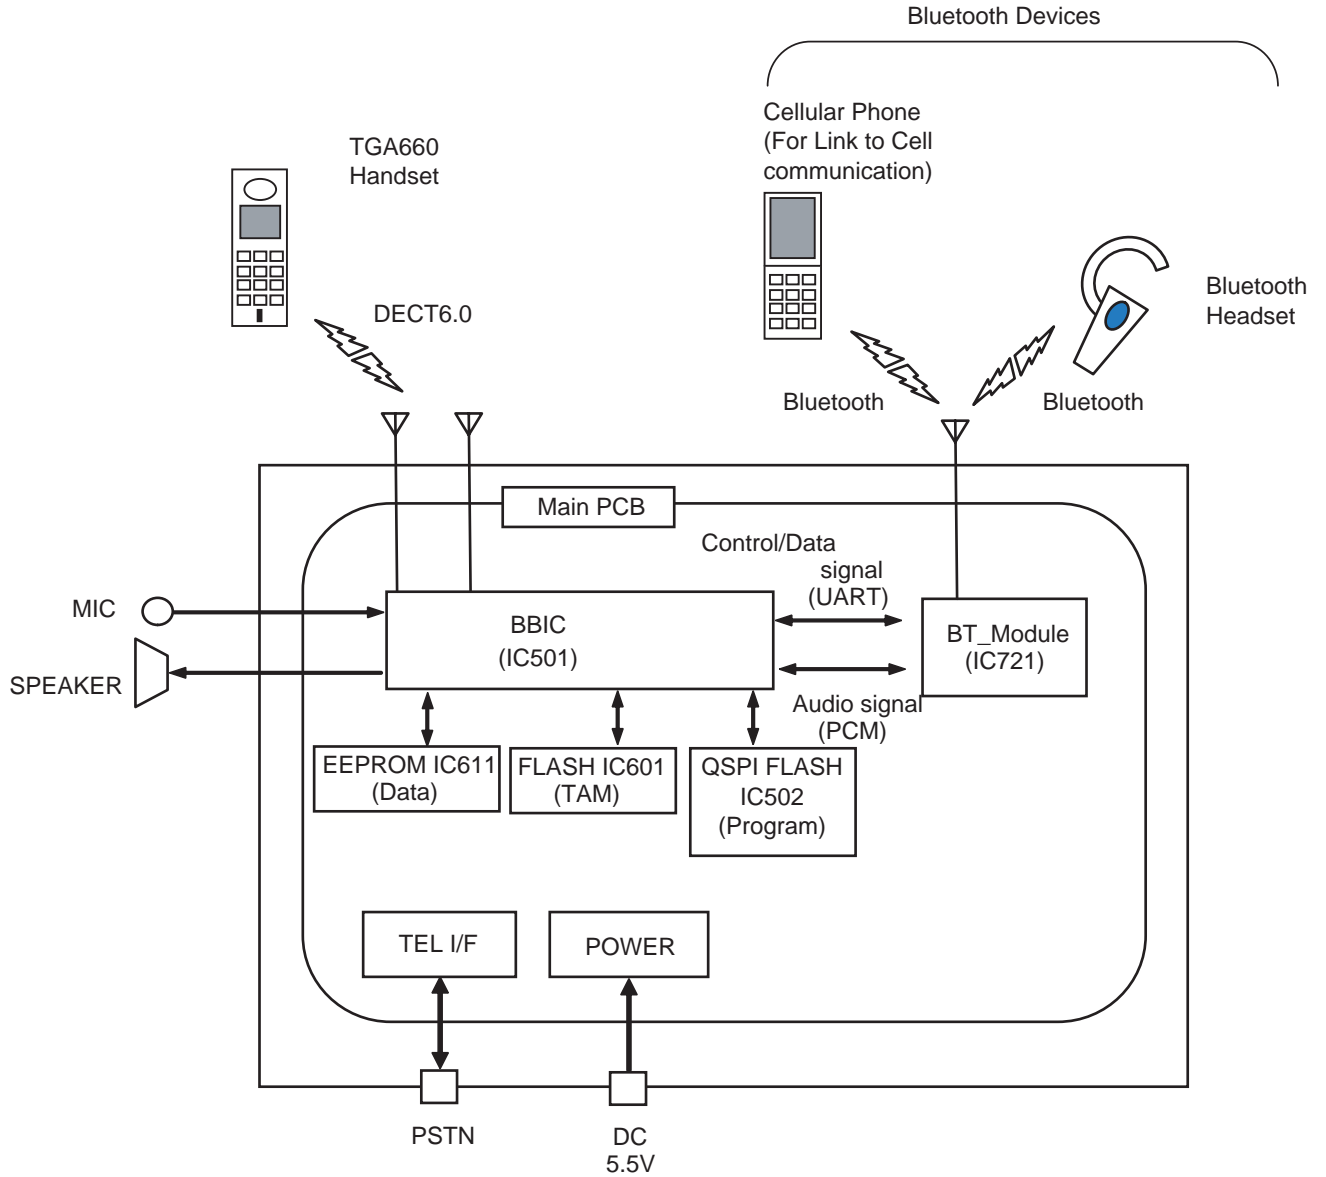 Bluetooth Devices
Cellular Phone
(For Link to Cell
communication)
TGA660
Handset
DECT6.0
Bluetooth
Headset
Bluetooth
Bluetooth
Main PCB
Control/Data
signal
(UART)
MIC
BBIC
(IC501)
BT_Module
(IC721)
SPEAKER
Audio signal
(PCM)
EEPROM IC611
(Data)
FLASH IC601
(TAM)
QSPI FLASH
IC502
(Program)
TEL I/F
POWER
PSTN
DC
5.5V